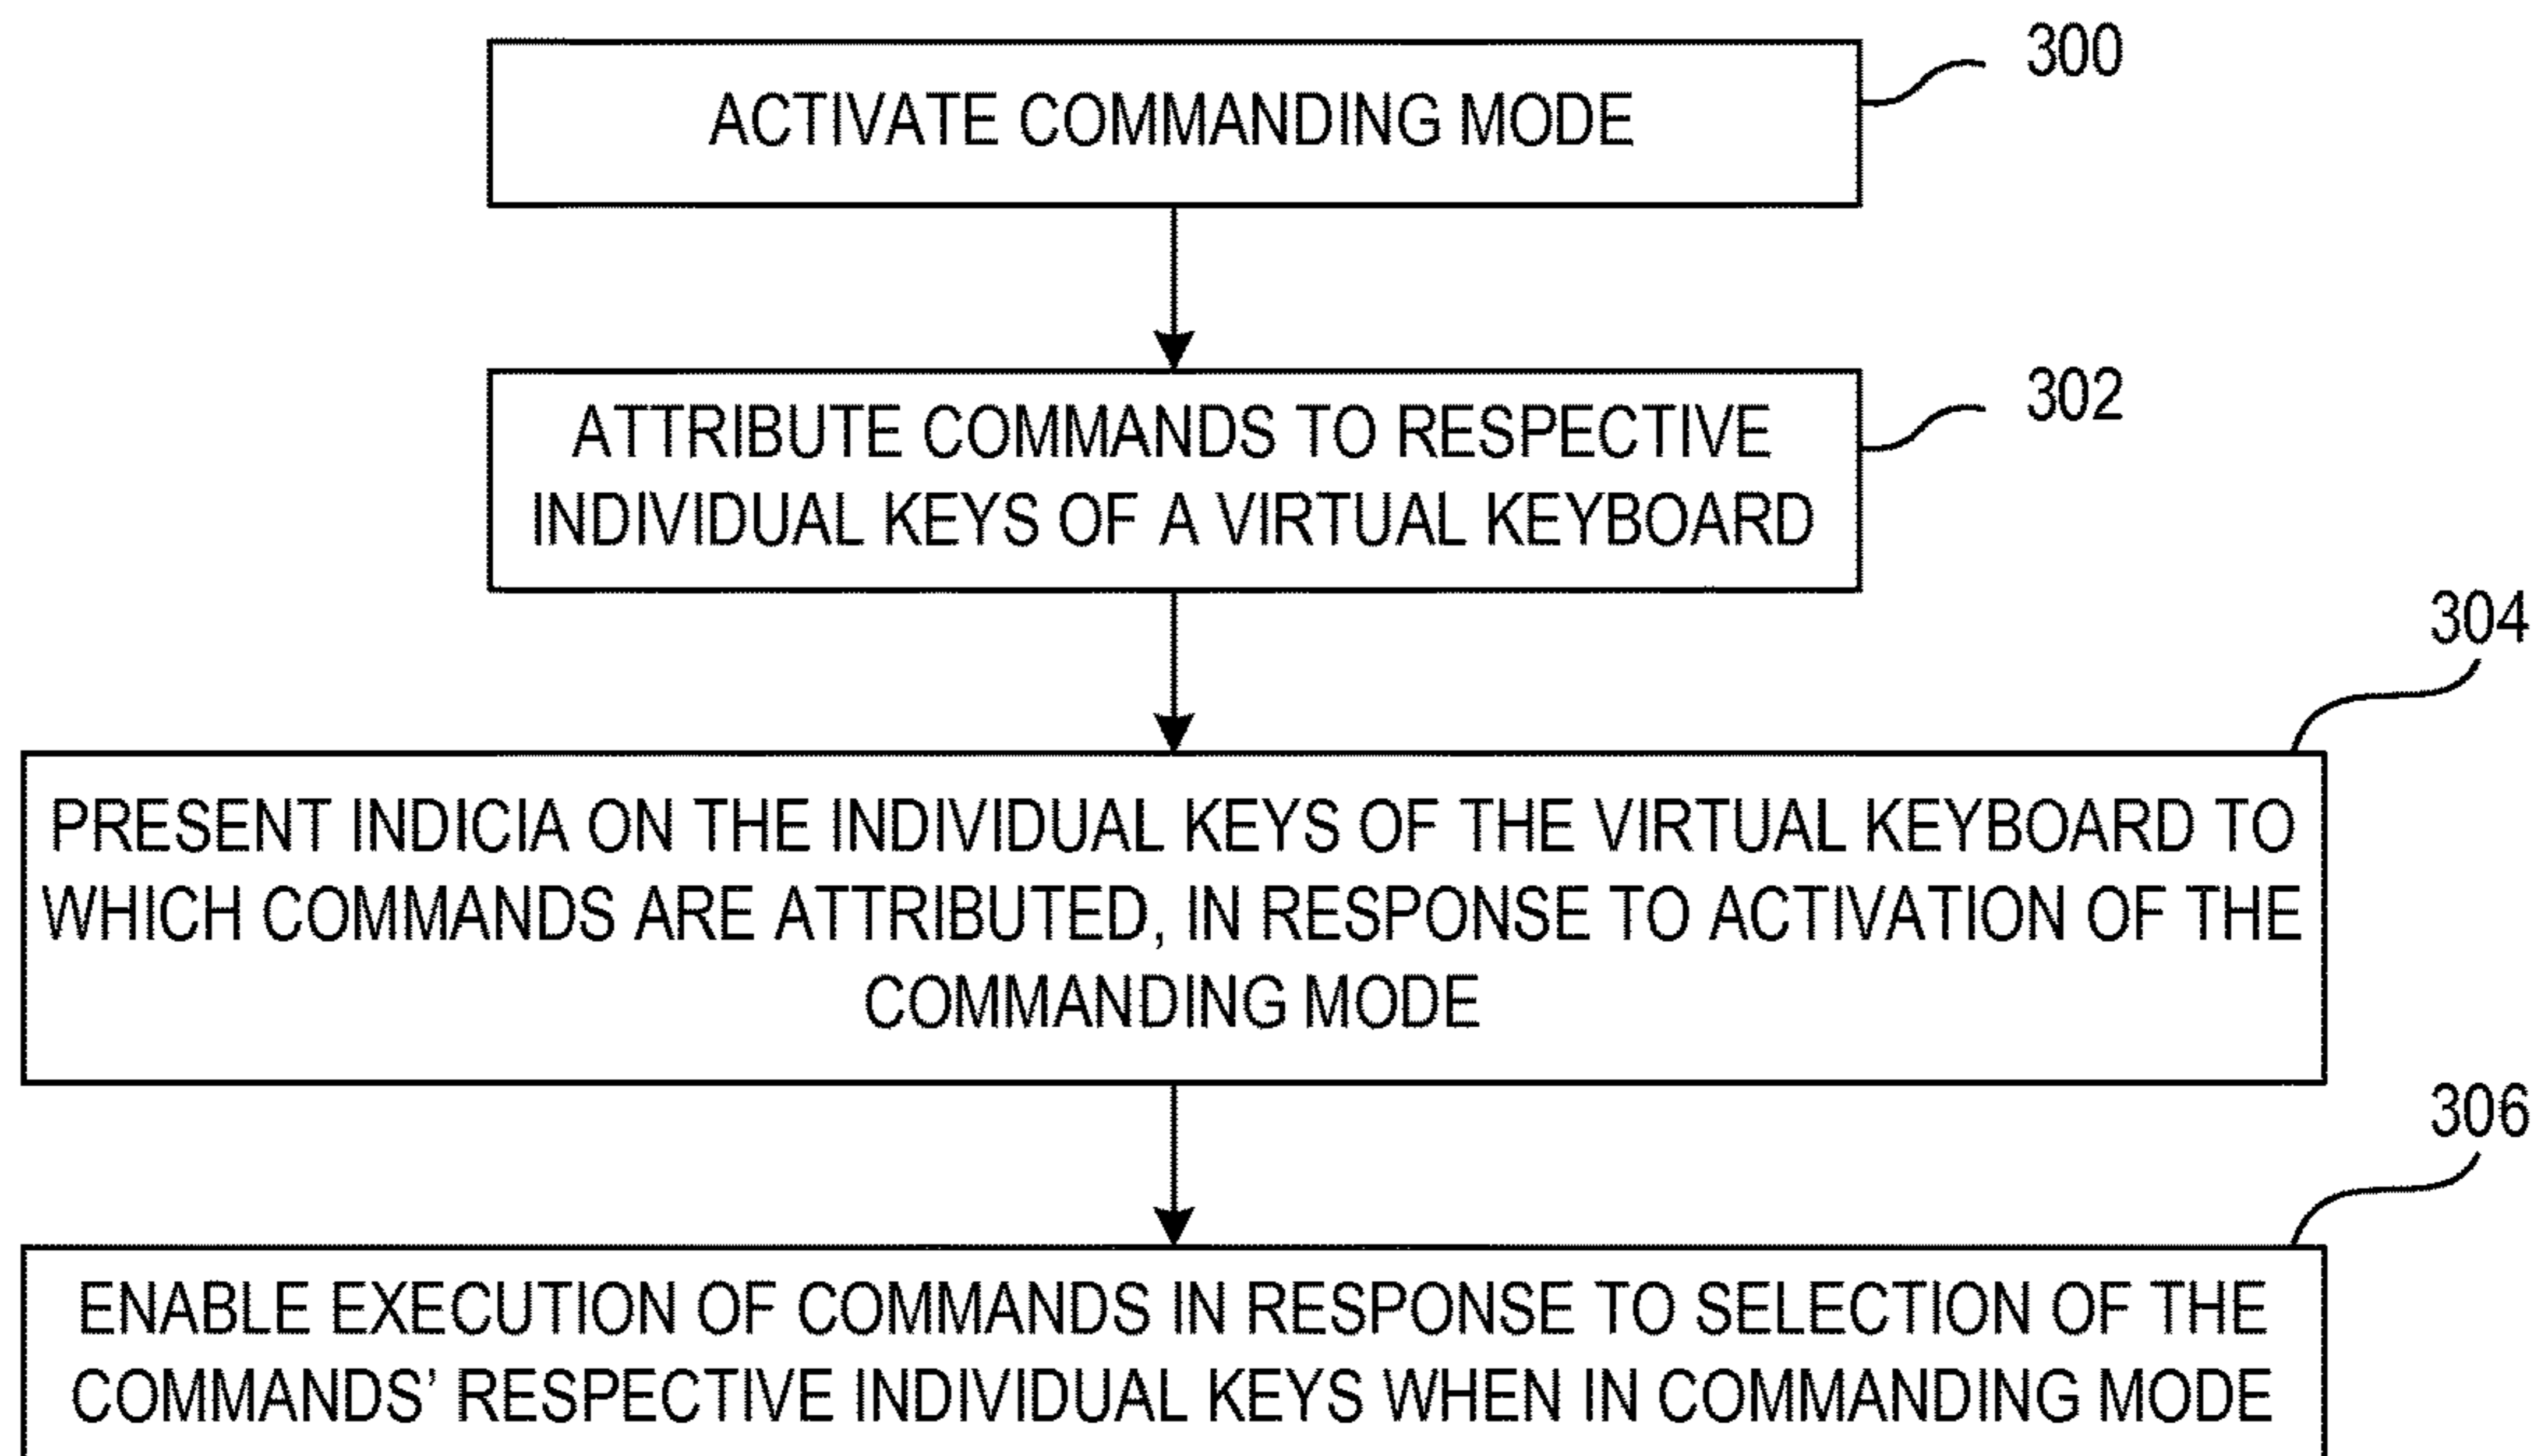 ACTIVATE COMMANDING MODE
300
ATTRIBUTE COMMANDS TO RESPECTIVE
INDIVIDUAL KEYS OF A VIRTUAL KEYBOARD
302
304
PRESENT INDICIA ON THE INDIVIDUAL KEYS OF THE VIRTUAL KEYBOARD TO
WHICH COMMANDS ARE ATTRIBUTED, IN RESPONSE TO ACTIVATION OF THE
COMMANDING MODE
306
ENABLE EXECUTION OF COMMANDS IN RESPONSE TO SELECTION OF THE
COMMANDS’ RESPECTIVE INDIVIDUAL KEYS WHEN IN COMMANDING MODE